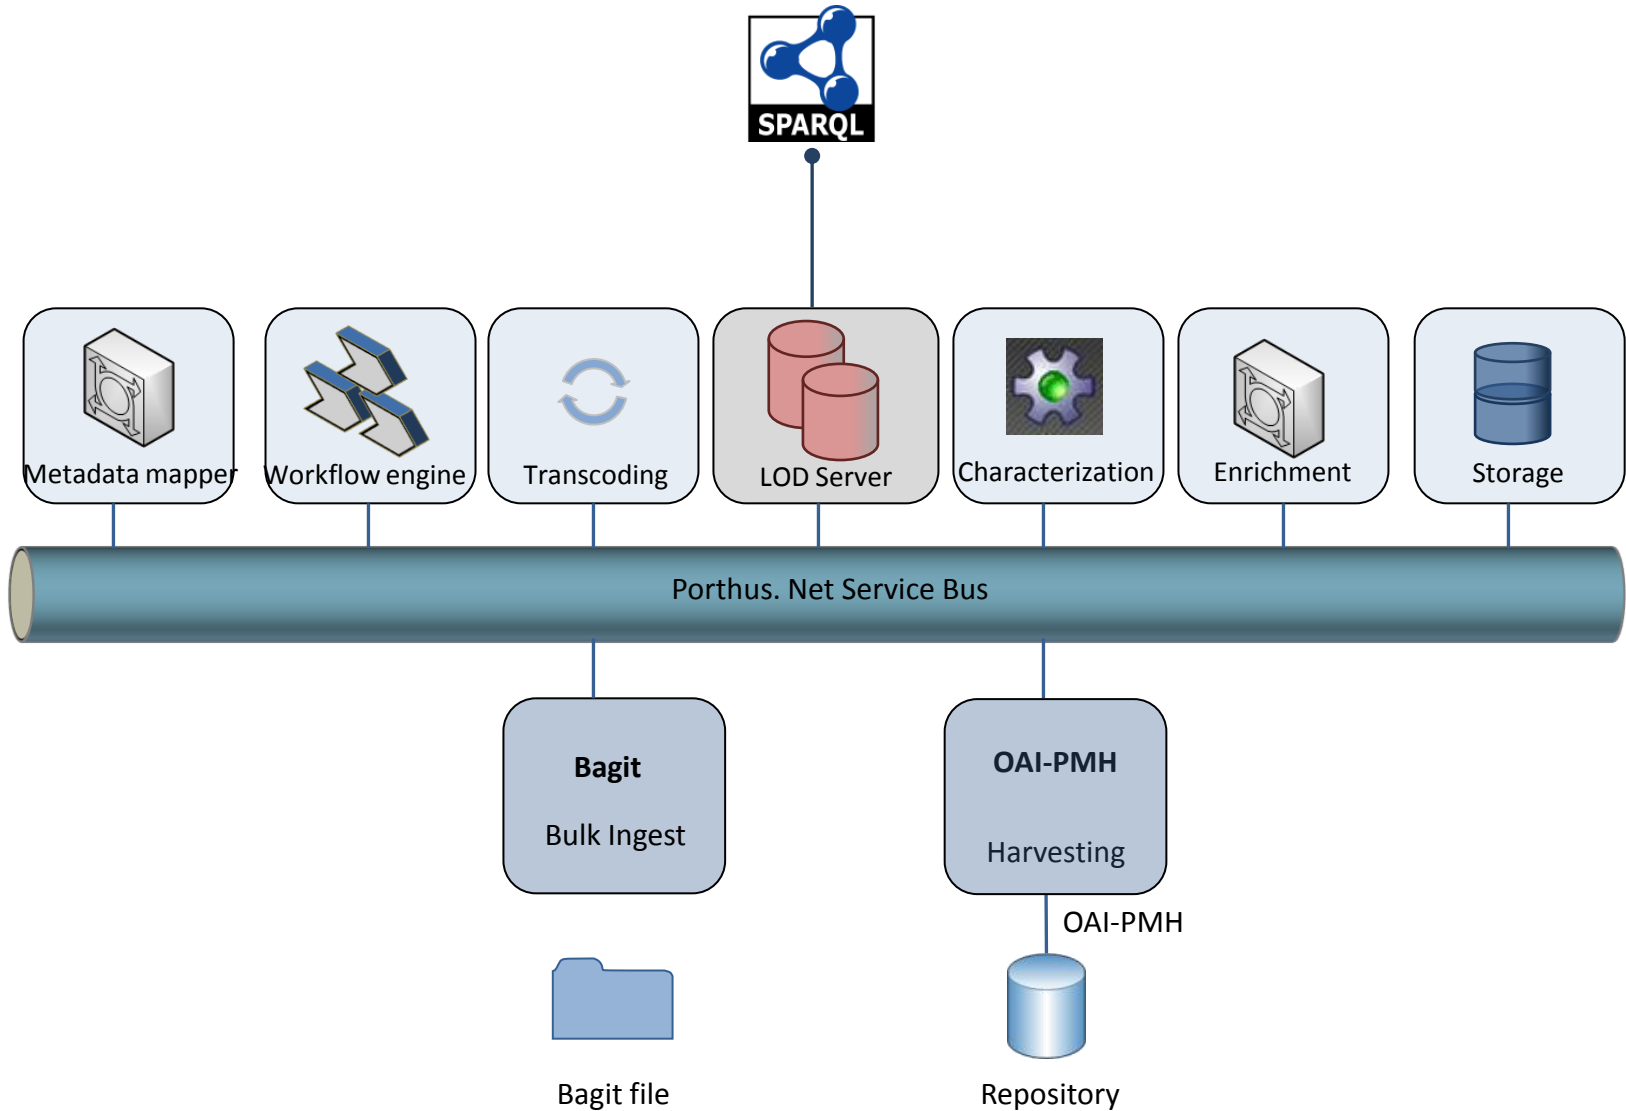 SPARQL
Metadata mapper
Workflow engine
Transcoding
LOD Server
Characterization
Enrichment
Storage
Porthus. Net Service Bus
Bagit
Bulk Ingest
OAI-PMH
Harvesting
OAI-PMH
Bagit file
Repository